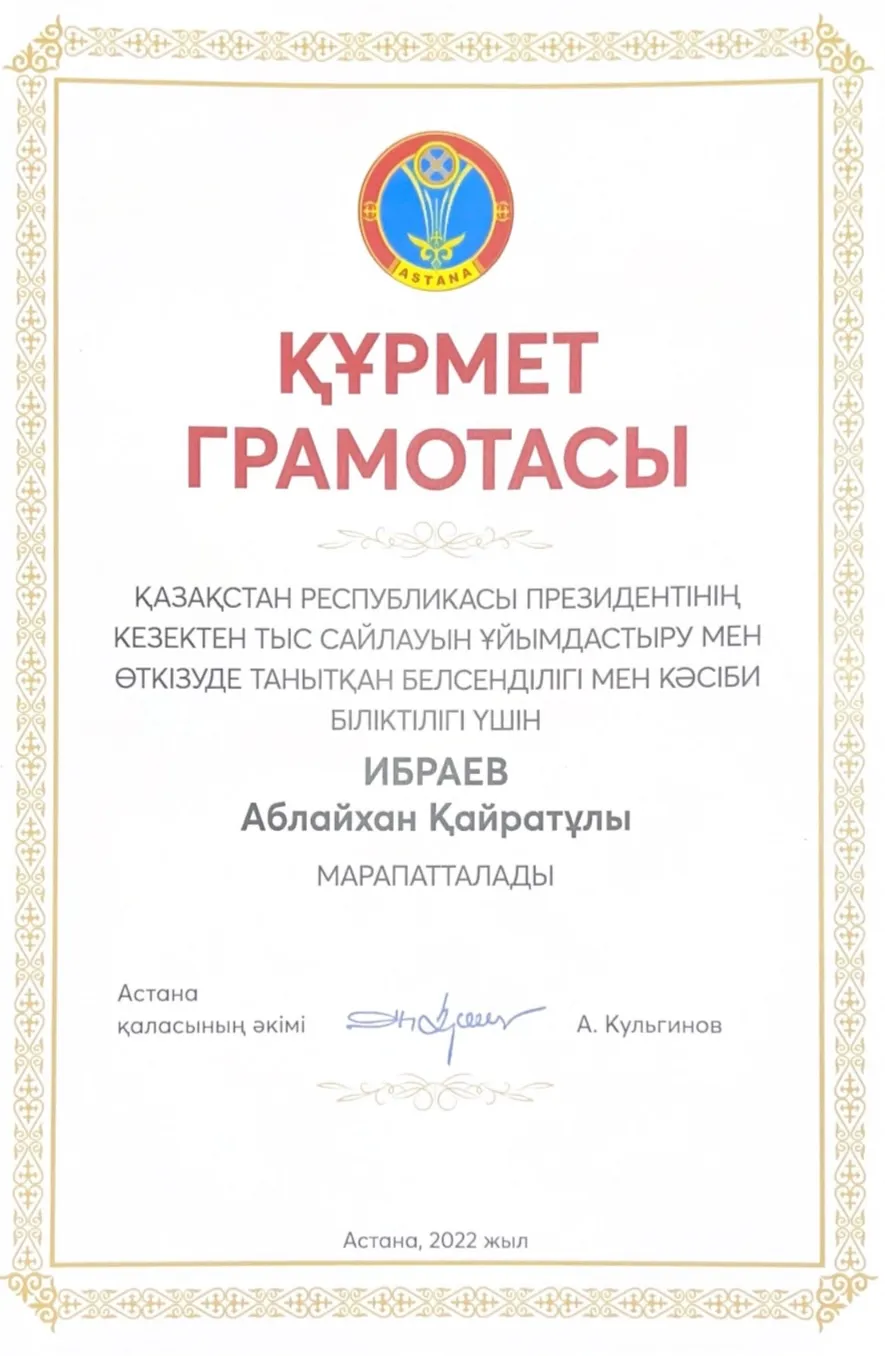 ASTANA
ҚҰРМЕТ
ГРАМОТАСЫ
ҚАЗАҚСТАН РЕСПУБЛИКАСЫ ПРЕЗИДЕНТІНІҢ
КЕЗЕКТЕН ТЫС САЙЛАУЫН ҰЙЫМДАСТЫРУ МЕН
ӨТКІЗУДЕ ТАНЫТҚАН БЕЛСЕНДІЛІГІ МЕН КӘСІБИ
БІЛІКТІЛІГІ ҮШІН
ИБРАЕВ
Аблайхан Қайратұлы
МАРАПАТТАЛАДЫ
Астана
қаласының әкімі А. Кульгинов
Астана, 2022 жыл